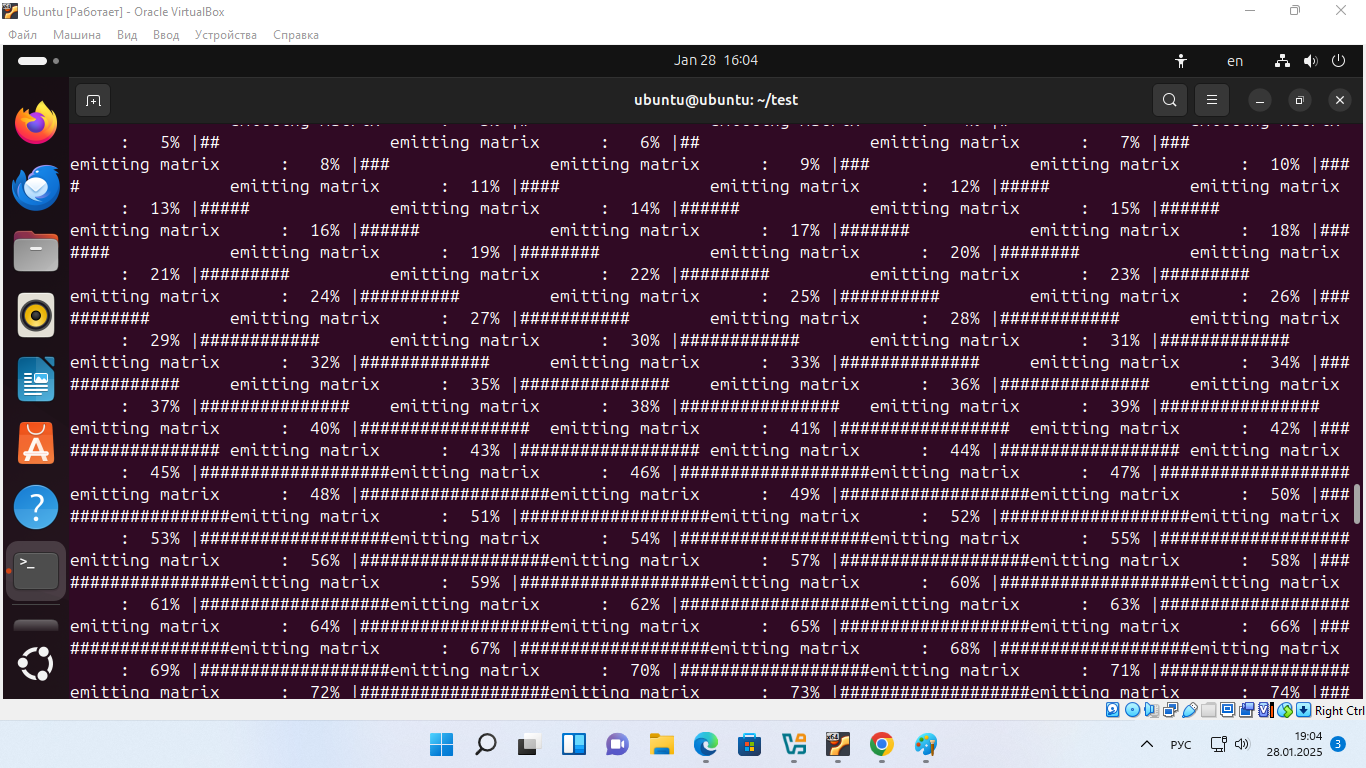 Ubuntu [Работает] - Oracle VirtualBox
Файл Машина Вид Ввод Устройства Справка
Jan 28 16:04
en
ubuntu@ubuntu: ~/test
: 5% |## emitting matrix : 6% |## emitting matrix : 7% |###
emitting matrix : 8% |### emitting matrix : 9% |### emitting matrix : 10% |###
# emitting matrix : 11% |#### emitting matrix : 12% |##### emitting matrix
: 13% |##### emitting matrix : 14% |###### emitting matrix : 15% |######
emitting matrix : 16% |###### emitting matrix : 17% |####### emitting matrix : 18% |###
#### emitting matrix : 19% |######## emitting matrix : 20% |######## emitting matrix
: 21% |######### emitting matrix : 22% |######### emitting matrix : 23% |#########
emitting matrix : 24% |########## emitting matrix : 25% |########## emitting matrix : 26% |###
######## emitting matrix : 27% |########### emitting matrix : 28% |############ emitting matrix
: 29% |############ emitting matrix : 30% |############ emitting matrix : 31% |#############
emitting matrix : 32% |############# emitting matrix : 33% |############## emitting matrix : 34% |###
########### emitting matrix : 35% |############### emitting matrix : 36% |############### emitting matrix
: 37% |############### emitting matrix : 38% |################ emitting matrix : 39% |################
emitting matrix : 40% |################# emitting matrix : 41% |################# emitting matrix : 42% |###
############### emitting matrix : 43% |################## emitting matrix : 44% |################## emitting matrix
: 45% |###################emitting matrix : 46% |###################emitting matrix : 47% |###################
emitting matrix : 48% |###################emitting matrix : 49% |###################emitting matrix : 50% |###
################emitting matrix : 51% |###################emitting matrix : 52% |###################emitting matrix
: 53% |###################emitting matrix : 54% |###################emitting matrix : 55% |###################
emitting matrix : 56% |###################emitting matrix : 57% |###################emitting matrix : 58% |###
################emitting matrix : 59% |###################emitting matrix : 60% |###################emitting matrix
: 61% |###################emitting matrix : 62% |###################emitting matrix : 63% |###################
emitting matrix : 64% |###################emitting matrix : 65% |###################emitting matrix : 66% |###
################emitting matrix : 67% |###################emitting matrix : 68% |###################emitting matrix
: 69% |###################emitting matrix : 70% |###################emitting matrix : 71% |###################
emitting matrix : 72% |###################emitting matrix : 73% |###################emitting matrix : 74% |###
Right Ctrl
x64
РУС
19:04
28.01.2025
3